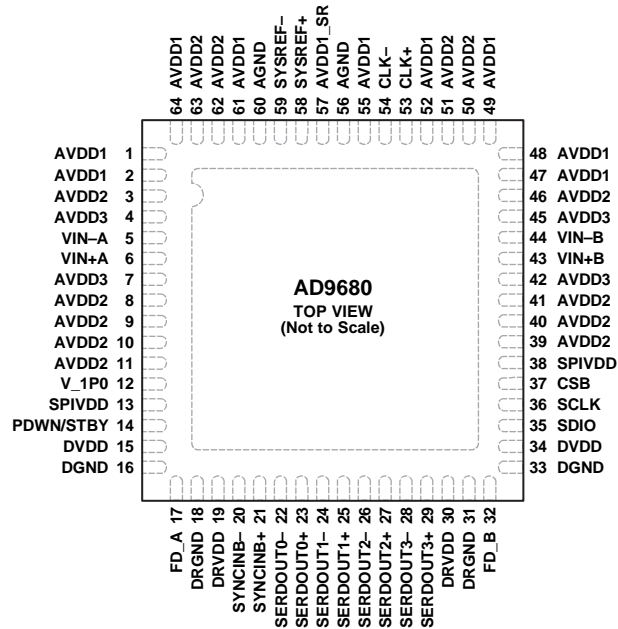 64 AVDD1
63 AVDD2
62 AVDD2
61 AVDD1
60 AGND
59 SYSREF–
58 SYSREF+
57 AVDD1_SR
56 AGND
55 AVDD1
54 CLK–
53 CLK+
52 AVDD1
51 AVDD2
50 AVDD2
49 AVDD1
AVDD1 1
AVDD1 2
AVDD2 3
AVDD3 4
VIN–A 5
VIN+A 6
AVDD3 7
AVDD2 8
AVDD2 9
AVDD2 10
AVDD2 11
V_1P0 12
SPIVDD 13
PDWN/STBY 14
DVDD 15
DGND 16
AD9680
TOP VIEW
(Not to Scale)
48 AVDD1
47 AVDD1
46 AVDD2
45 AVDD3
44 VIN–B
43 VIN+B
42 AVDD3
41 AVDD2
40 AVDD2
39 AVDD2
38 SPIVDD
37 CSB
36 SCLK
35 SDIO
34 DVDD
33 DGND
FD_A 17
DRGND 18
DRVDD 19
SYNCINB– 20
SYNCINB+ 21
SERDOUT0– 22
SERDOUT0+ 23
SERDOUT1– 24
SERDOUT1+ 25
SERDOUT2– 26
SERDOUT2+ 27
SERDOUT3– 28
SERDOUT3+ 29
DRVDD 30
DRGND 31
FD_B 32